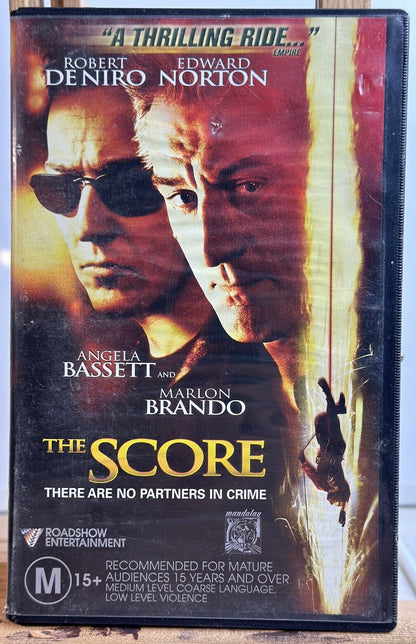 "A THRILLING RIDE..."
EMPIRE
ROBERT DE NIRO
EDWARD NORTON
ANGELA
BASSETT AND
MARLON
BRANDO
THE SCORE
THERE ARE NO PARTNERS IN CRIME
mandalay
ROADSHOW
ENTERTAINMENT
M 15+
RECOMMENDED FOR MATURE
AUDIENCES 15 YEARS AND OVER
MEDIUM LEVEL COARSE LANGUAGE,
LOW LEVEL VIOLENCE